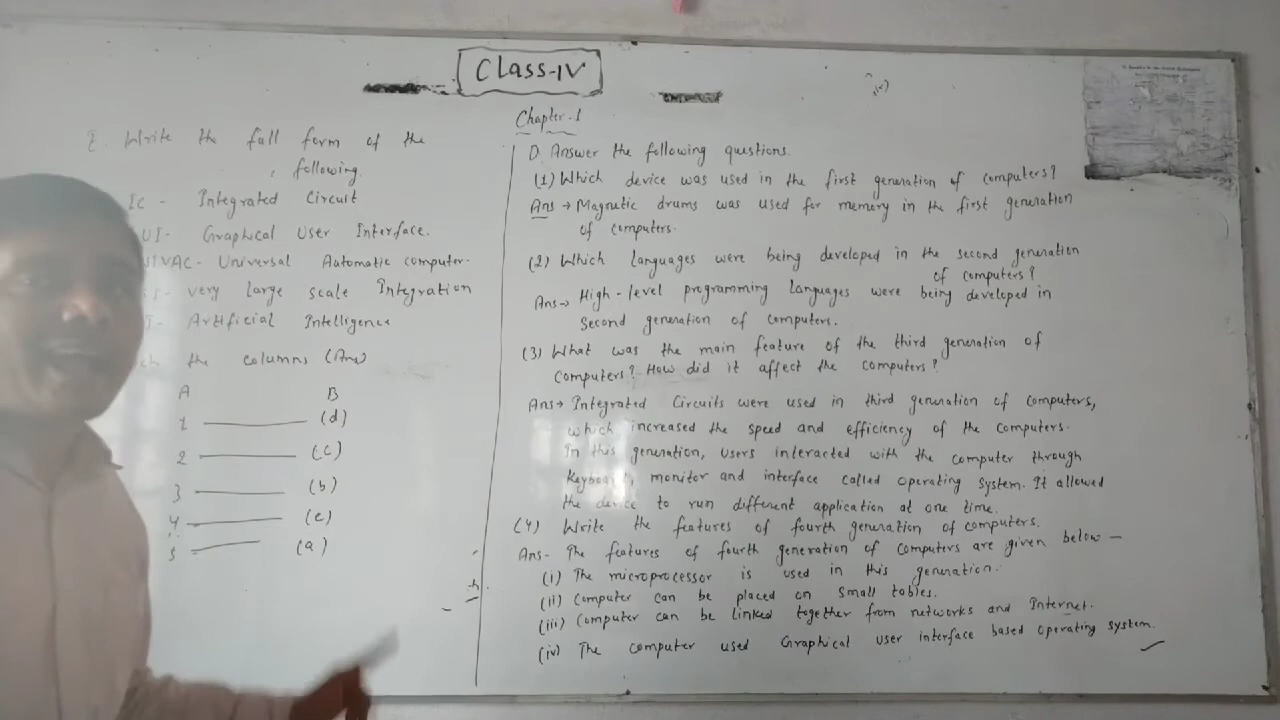 Class-IV
E. Write the full form of the
following.
IC - Integrated Circuit
UI- Graphical User Interface.
IVAC- Universal Automatic computer.
very large scale Integration
I- Artificial Intelligence
the columns (Ans)
A B
1 (d)
2 (c)
3 (b)
4 (e)
5 (a)
Chapter-1
D. Answer the following questions.
(1) Which device was used in the first generation of computers?
Ans → Magnetic drums was used for memory in the first generation
of computers.
(2) Which languages were being developed in the second generation
of computers?
Ans → High-level programming languages were being developed in
second generation of computers.
(3) What was the main feature of the third generation of
computers? How did it affect the computers?
Ans → Integrated Circuits were used in third generation of computers,
which increased the speed and efficiency of the computers.
In this generation, users interacted with the computer through
Keyboard, monitor and interface called operating system. It allowed
the device to run different application at one time.
(4) Write the features of fourth generation of computers.
Ans- The features of fourth generation of computers are given below —
(i) The microprocessor is used in this generation.
(ii) Computer can be placed on small tables.
(iii) Computer can be linked together from networks and Internet.
(iv) The computer used Graphical user interface based operating system.